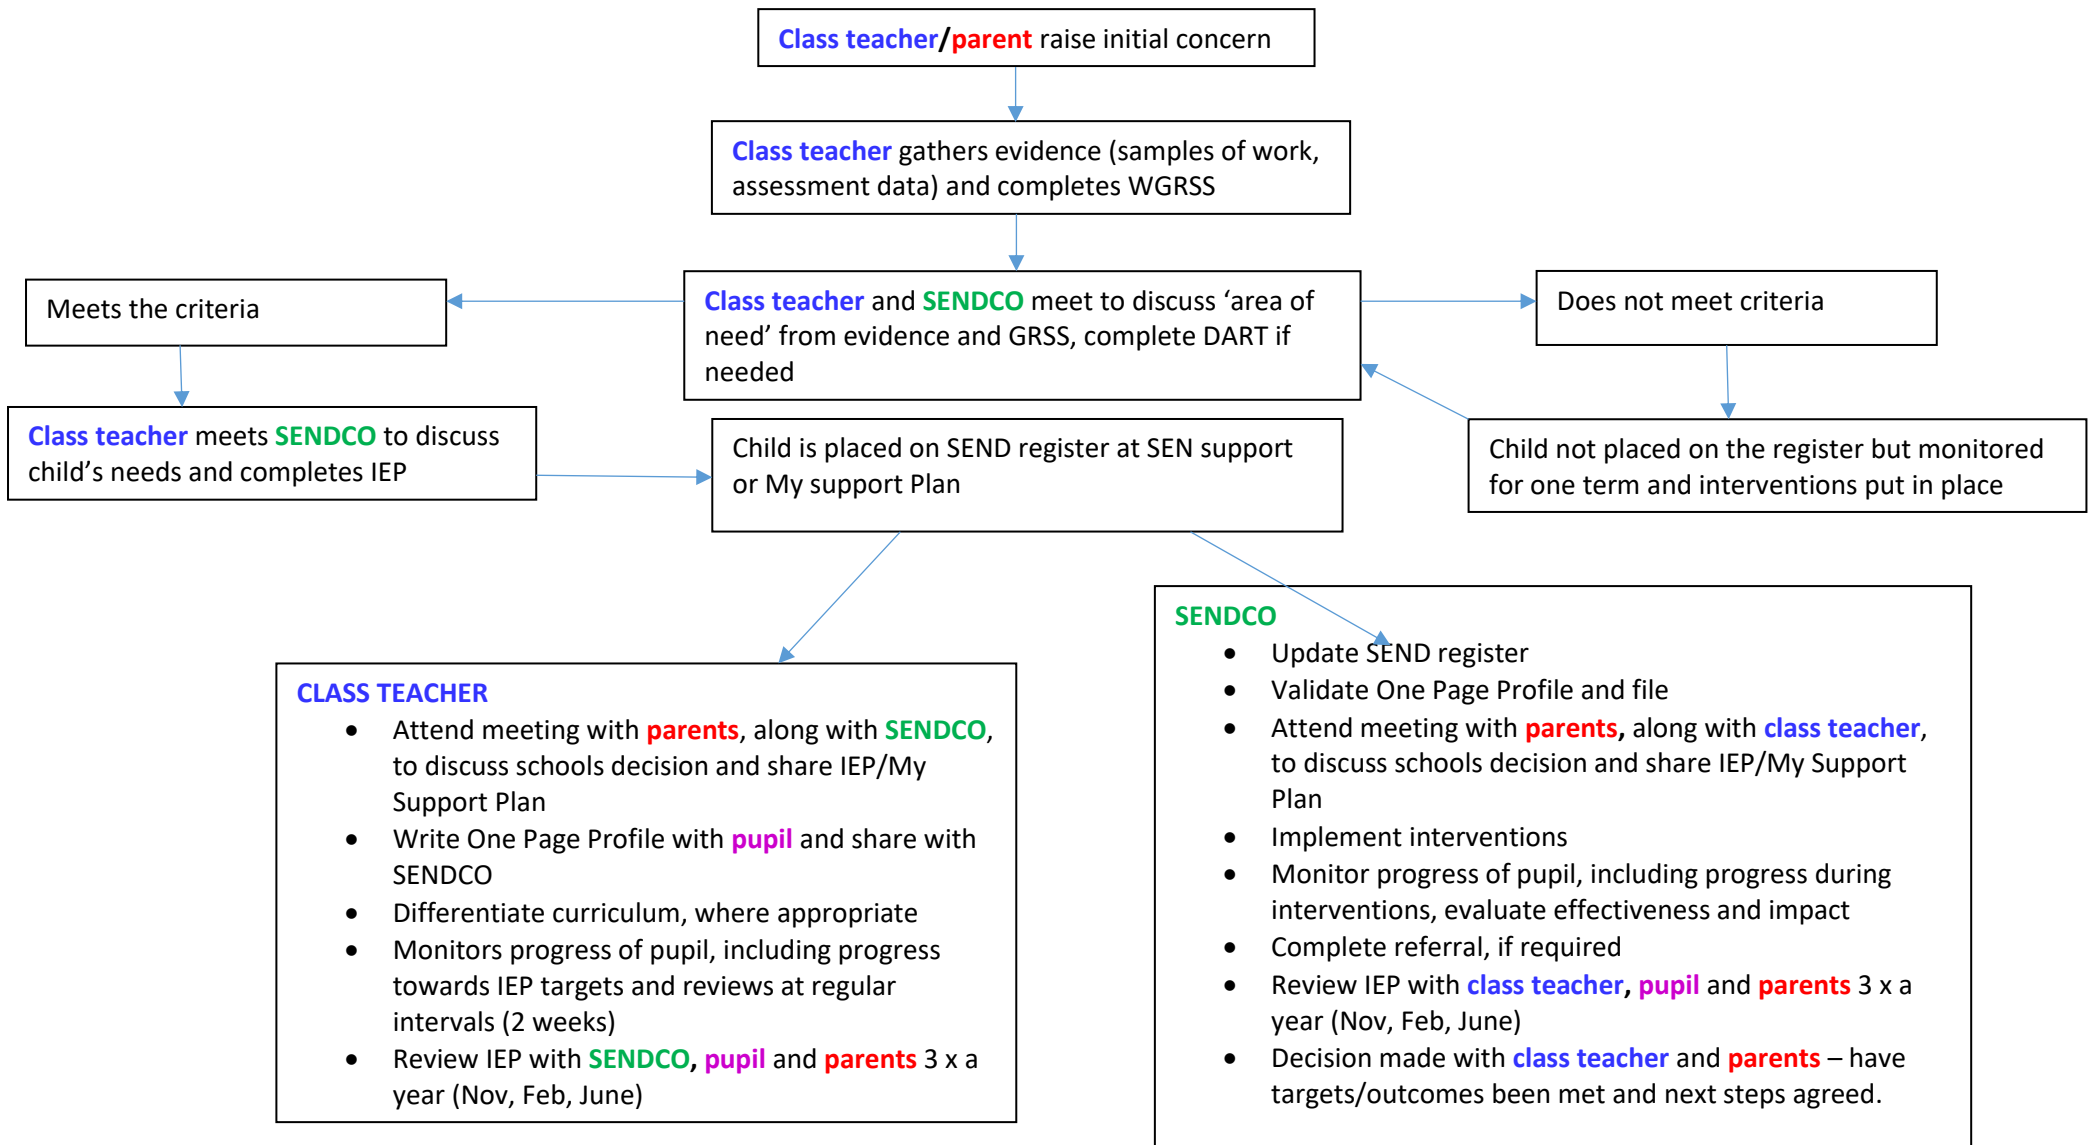 Class teacher/parent raise initial concern
Class teacher gathers evidence (samples of work,
assessment data) and completes WGRSS
Meets the criteria
Class teacher and SENDCO meet to discuss ‘area of
need’ from evidence and GRSS, complete DART if
needed
Does not meet criteria
Class teacher meets SENDCO to discuss
child’s needs and completes IEP
Child is placed on SEND register at SEN support
or My support Plan
Child not placed on the register but monitored
for one term and interventions put in place
CLASS TEACHER
• Attend meeting with parents, along with SENDCO,
to discuss schools decision and share IEP/My
Support Plan
• Write One Page Profile with pupil and share with
SENDCO
• Differentiate curriculum, where appropriate
• Monitors progress of pupil, including progress
towards IEP targets and reviews at regular
intervals (2 weeks)
• Review IEP with SENDCO, pupil and parents 3 x a
year (Nov, Feb, June)
SENDCO
• Update SEND register
• Validate One Page Profile and file
• Attend meeting with parents, along with class teacher,
to discuss schools decision and share IEP/My Support
Plan
• Implement interventions
• Monitor progress of pupil, including progress during
interventions, evaluate effectiveness and impact
• Complete referral, if required
• Review IEP with class teacher, pupil and parents 3 x a
year (Nov, Feb, June)
• Decision made with class teacher and parents – have
targets/outcomes been met and next steps agreed.